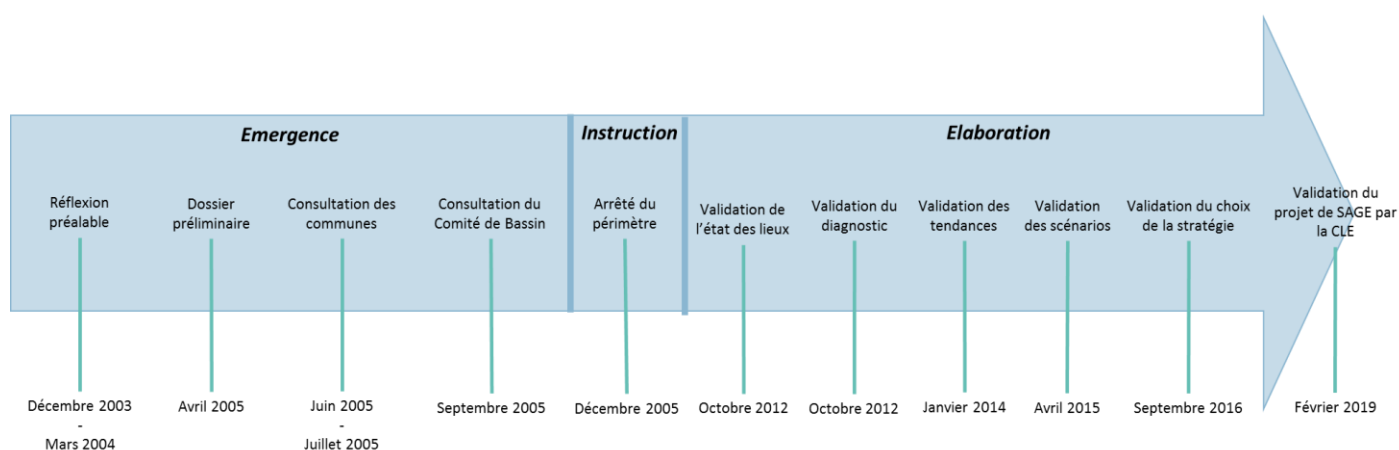 Emergence
Instruction
Elaboration
Réflexion
préalable
Dossier
préliminaire
Consultation des
communes
Consultation du
Comité de Bassin
Arrêté du
périmètre
Validation de
l'état des lieux
Validation du
diagnostic
Validation des
tendances
Validation
des scénarios
Validation du choix
de la stratégie
Validation du
projet de SAGE par
la CLE
Décembre 2003
-
Mars 2004
Avril 2005
Juin 2005
-
Juillet 2005
Septembre 2005
Décembre 2005
Octobre 2012
Octobre 2012
Janvier 2014
Avril 2015
Septembre 2016
Février 2019